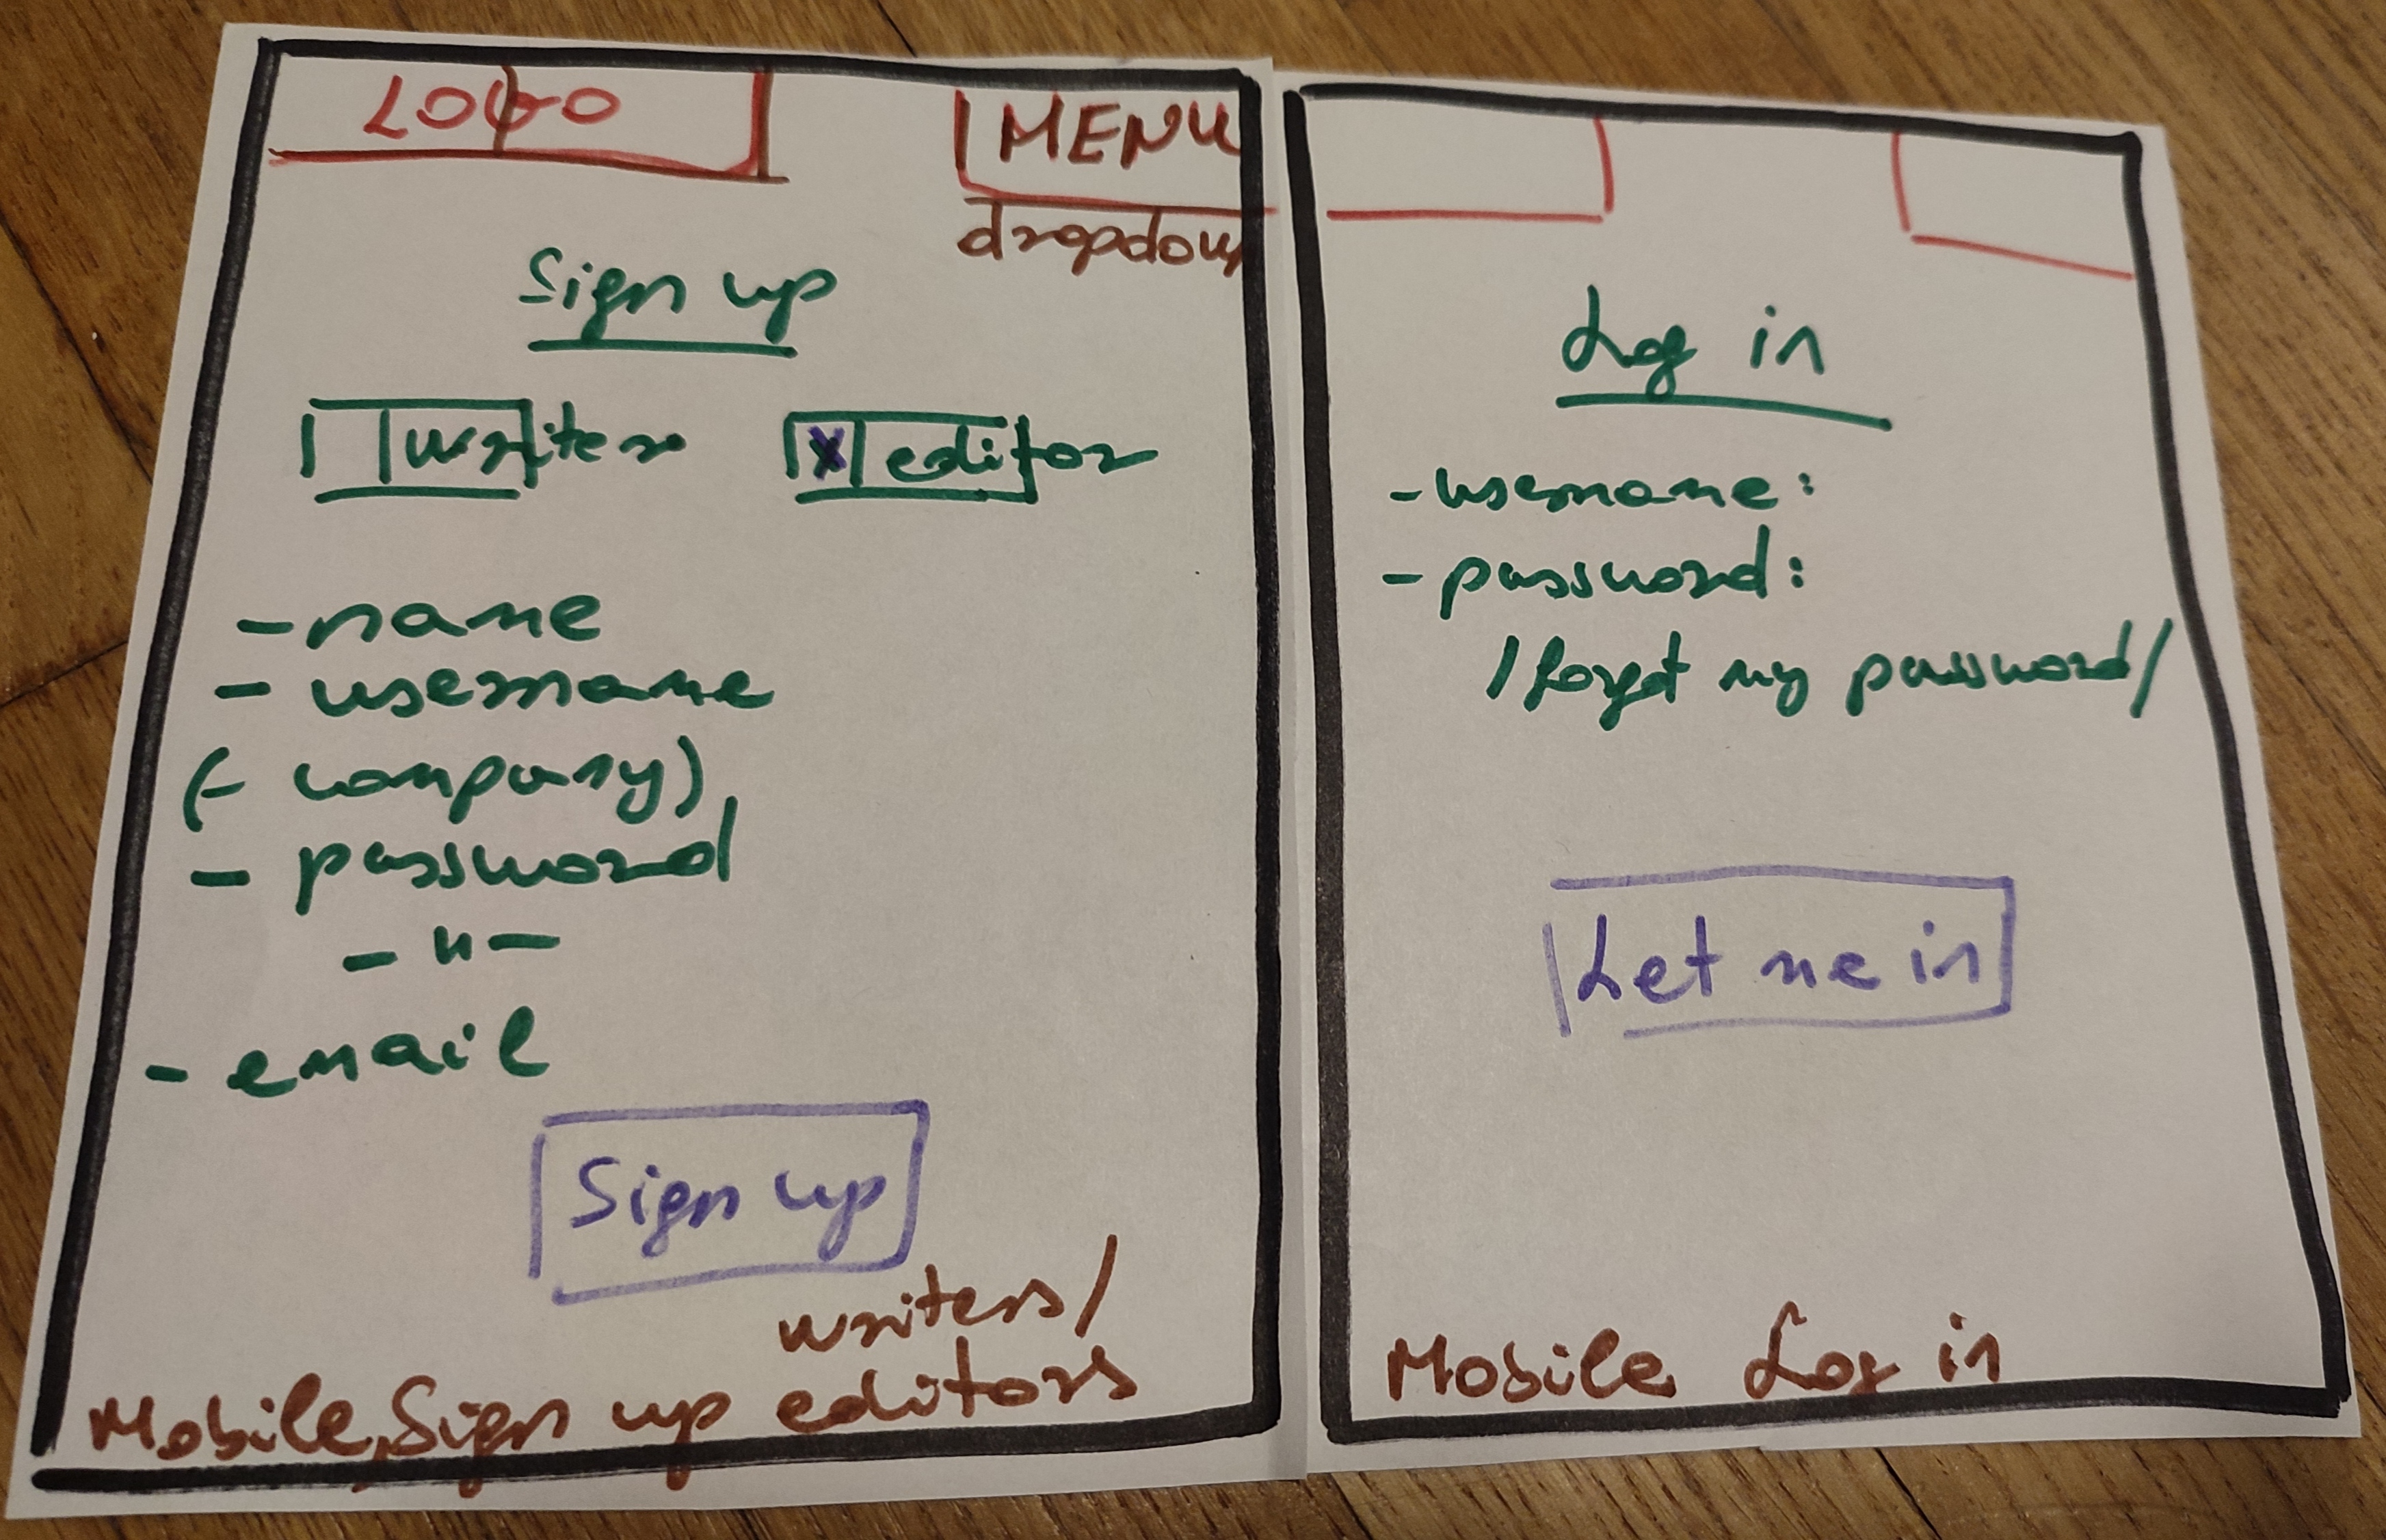 LOGO
MENU
dropdown
Sign up
writer
X editor
- name
- username
(- company)
- password
- " -
- email
Sign up
writers/
Mobile, Sign up editors
Log in
- username:
- password:
/forgot my password/
Let me in
Mobile Log in